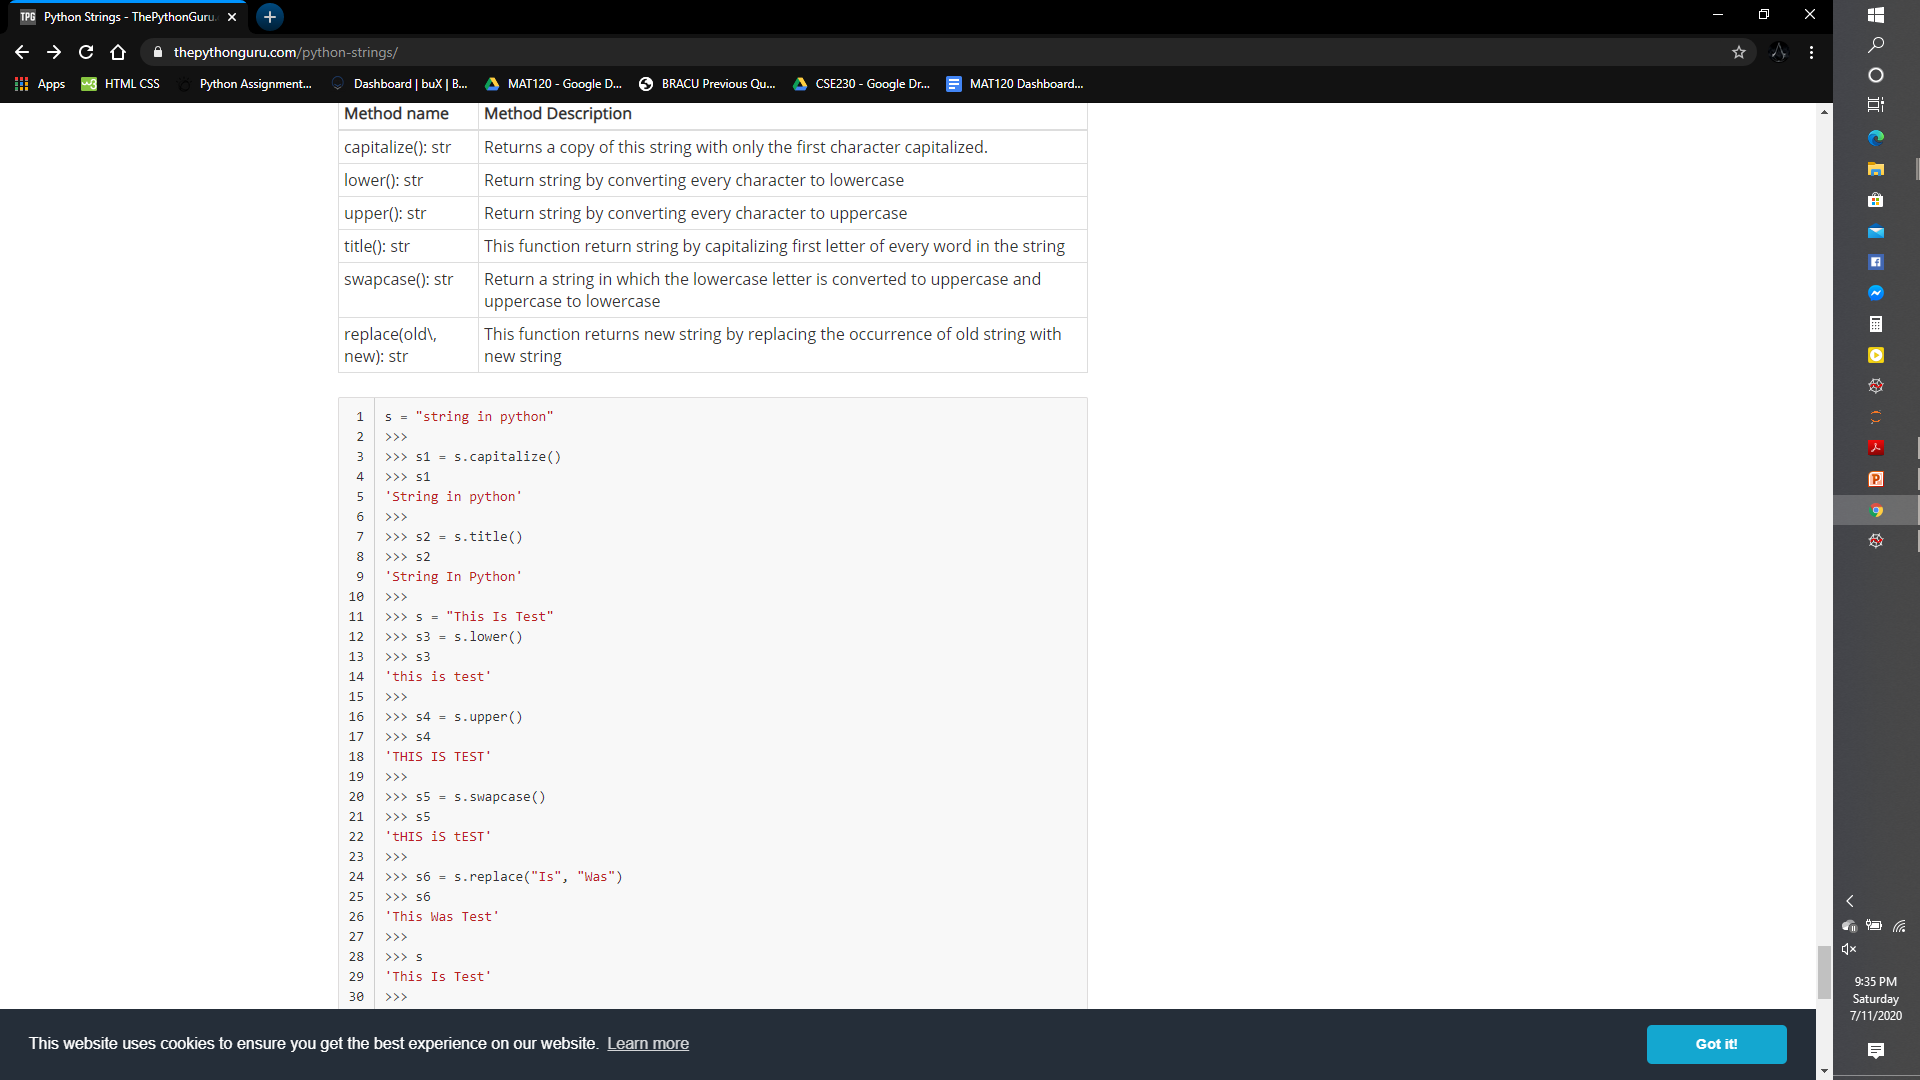 TPG Python Strings - ThePythonGuru.
thepythonguru.com/python-strings/
Apps HTML CSS Python Assignment... Dashboard | buX | B... MAT120 - Google D... BRACU Previous Qu... CSE230 - Google Dr... MAT120 Dashboard...
Method name Method Description
capitalize(): str Returns a copy of this string with only the first character capitalized.
lower(): str Return string by converting every character to lowercase
upper(): str Return string by converting every character to uppercase
title(): str This function return string by capitalizing first letter of every word in the string
swapcase(): str Return a string in which the lowercase letter is converted to uppercase and
uppercase to lowercase
replace(old\, This function returns new string by replacing the occurrence of old string with
new): str new string
1 s = "string in python"
2 >>>
3 >>> s1 = s.capitalize()
4 >>> s1
5 'String in python'
6 >>>
7 >>> s2 = s.title()
8 >>> s2
9 'String In Python'
10 >>>
11 >>> s = "This Is Test"
12 >>> s3 = s.lower()
13 >>> s3
14 'this is test'
15 >>>
16 >>> s4 = s.upper()
17 >>> s4
18 'THIS IS TEST'
19 >>>
20 >>> s5 = s.swapcase()
21 >>> s5
22 'tHIS iS tEST'
23 >>>
24 >>> s6 = s.replace("Is", "Was")
25 >>> s6
26 'This Was Test'
27 >>>
28 >>> s
29 'This Is Test'
30 >>>
This website uses cookies to ensure you get the best experience on our website. Learn more
Got it!
9:35 PM
Saturday
7/11/2020